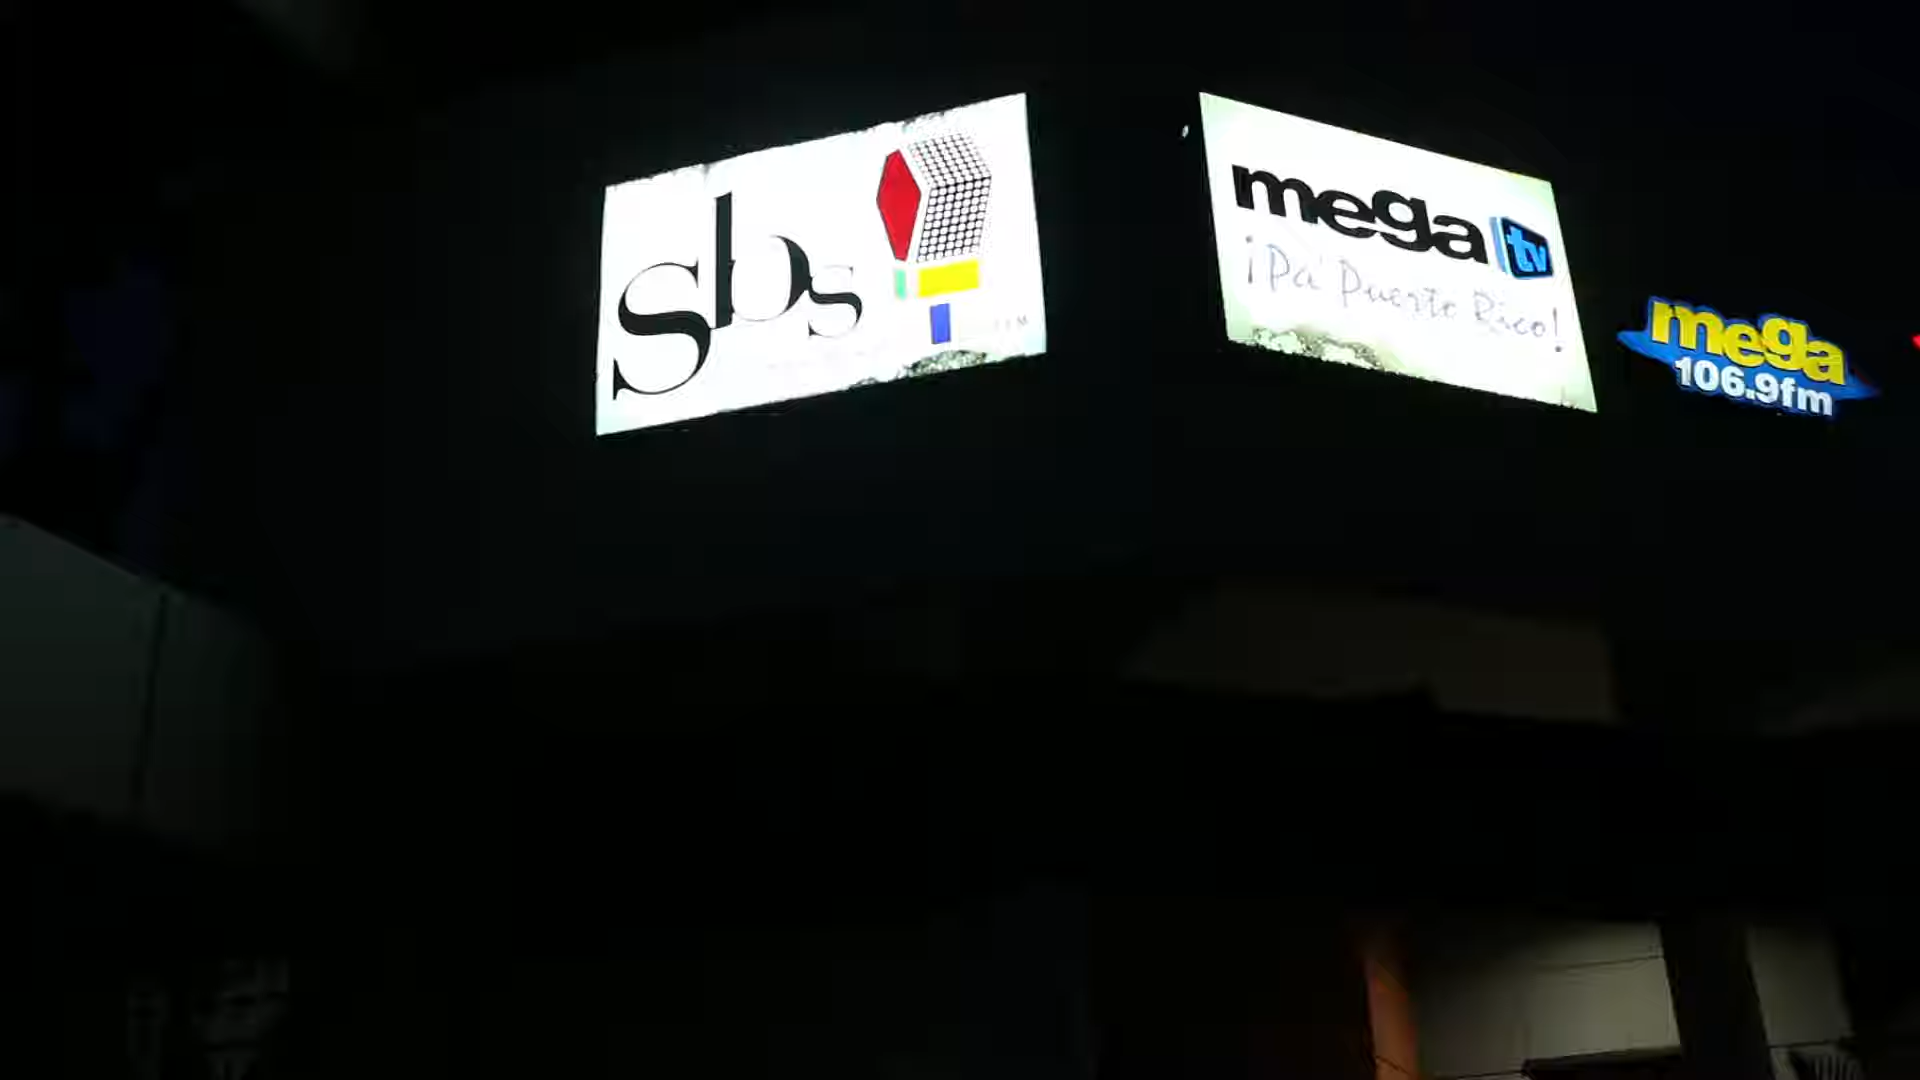 sbs
mega tv
¡Pa' Puerto Rico!
mega
106.9fm